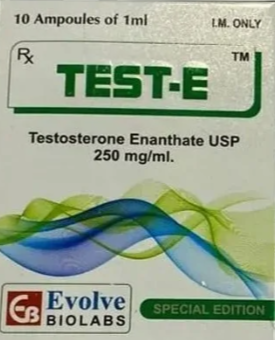 10 Ampoules of 1ml I.M. ONLY
Rx TM
TEST-E
Testosterone Enanthate USP
250 mg/ml.
EB Evolve
BIOLABS
SPECIAL EDITION